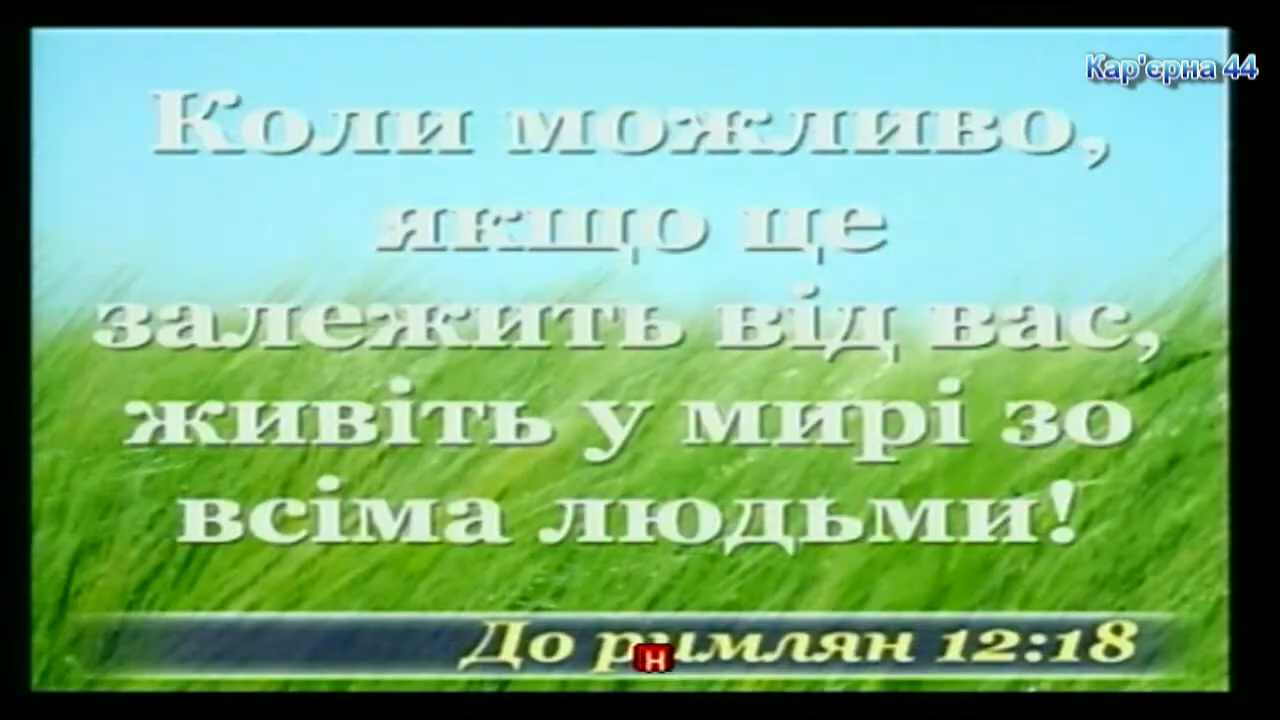 Кар'єрна 44
Коли можливо,
якщо це
залежить від вас,
живіть у мирі зо
всіма людьми!
До римлян 12:18
H